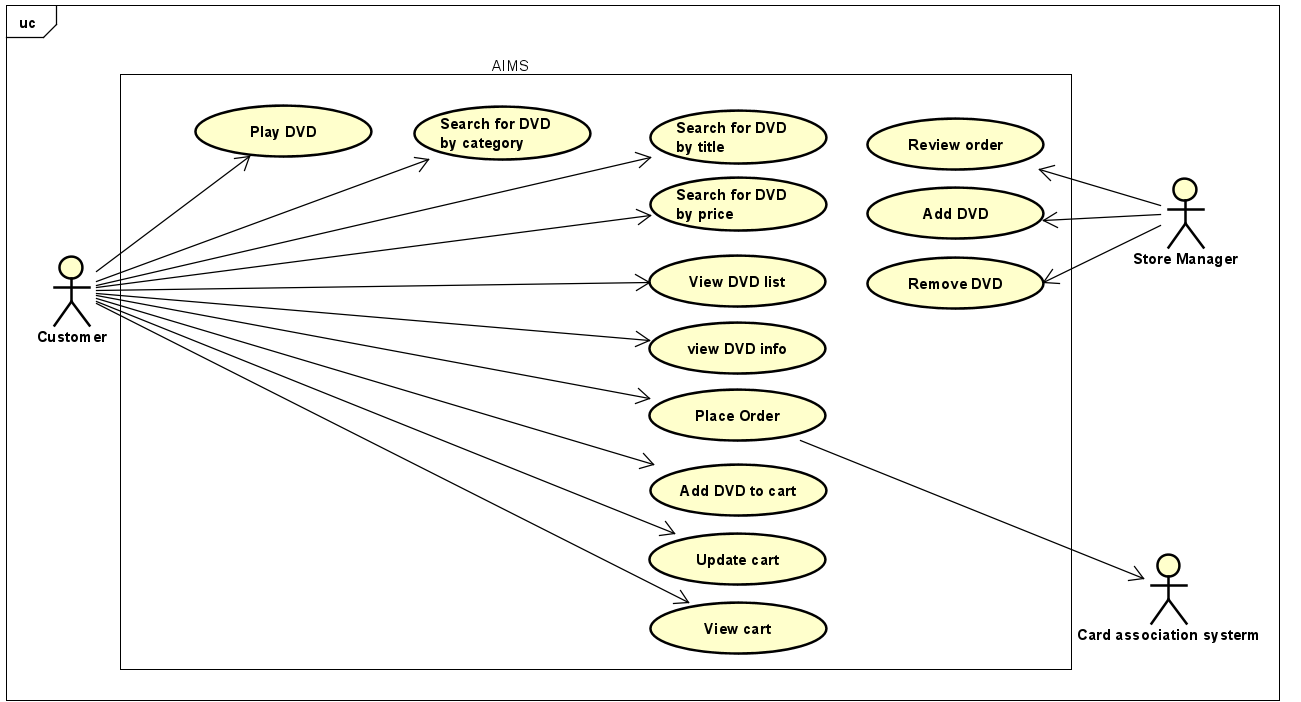 uc
AIMS
Play DVD
Search for DVD
by category
Search for DVD
by title
Review order
Search for DVD
by price
Add DVD
Store Manager
View DVD list
Remove DVD
Customer
view DVD info
Place Order
Add DVD to cart
Update cart
View cart
Card association systerm